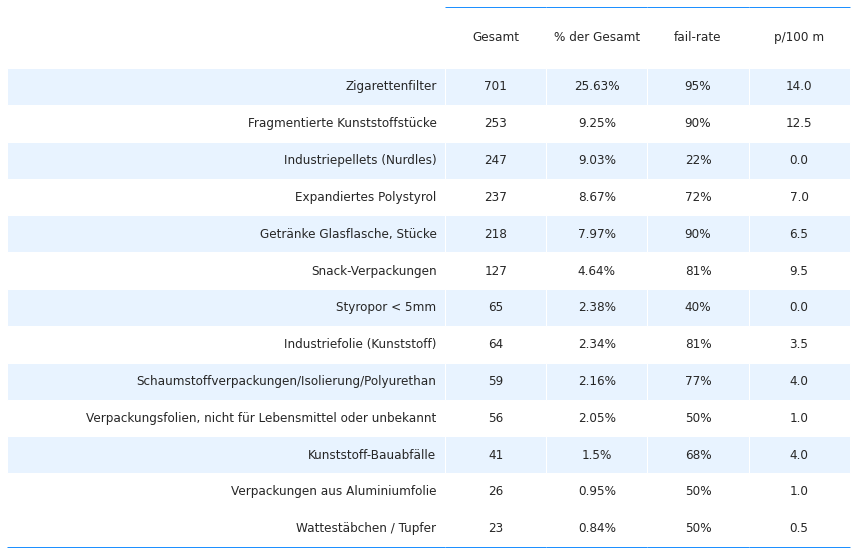 Gesamt % der Gesamt fail-rate p/100 m
Zigarettenfilter 701 25.63% 95% 14.0
Fragmentierte Kunststoffstücke 253 9.25% 90% 12.5
Industriepellets (Nurdles) 247 9.03% 22% 0.0
Expandiertes Polystyrol 237 8.67% 72% 7.0
Getränke Glasflasche, Stücke 218 7.97% 90% 6.5
Snack-Verpackungen 127 4.64% 81% 9.5
Styropor < 5mm 65 2.38% 40% 0.0
Industriefolie (Kunststoff) 64 2.34% 81% 3.5
Schaumstoffverpackungen/Isolierung/Polyurethan 59 2.16% 77% 4.0
Verpackungsfolien, nicht für Lebensmittel oder unbekannt 56 2.05% 50% 1.0
Kunststoff-Bauabfälle 41 1.5% 68% 4.0
Verpackungen aus Aluminiumfolie 26 0.95% 50% 1.0
Wattestäbchen / Tupfer 23 0.84% 50% 0.5